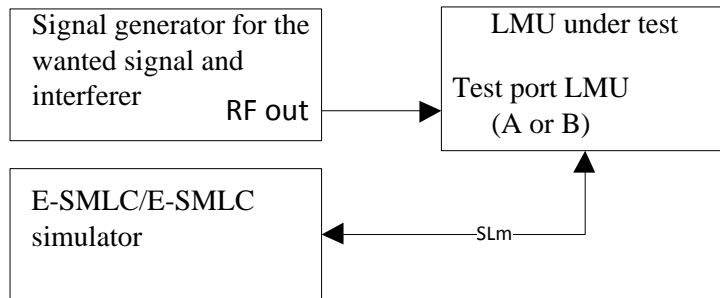 Signal generator for the
wanted signal and
interferer
RF out
LMU under test
Test port LMU
(A or B)
E-SMLC/E-SMLC
simulator
SLm